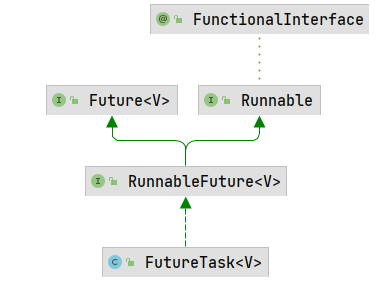 @ FunctionalInterface
I Future<V>
I Runnable
I RunnableFuture<V>
C FutureTask<V>